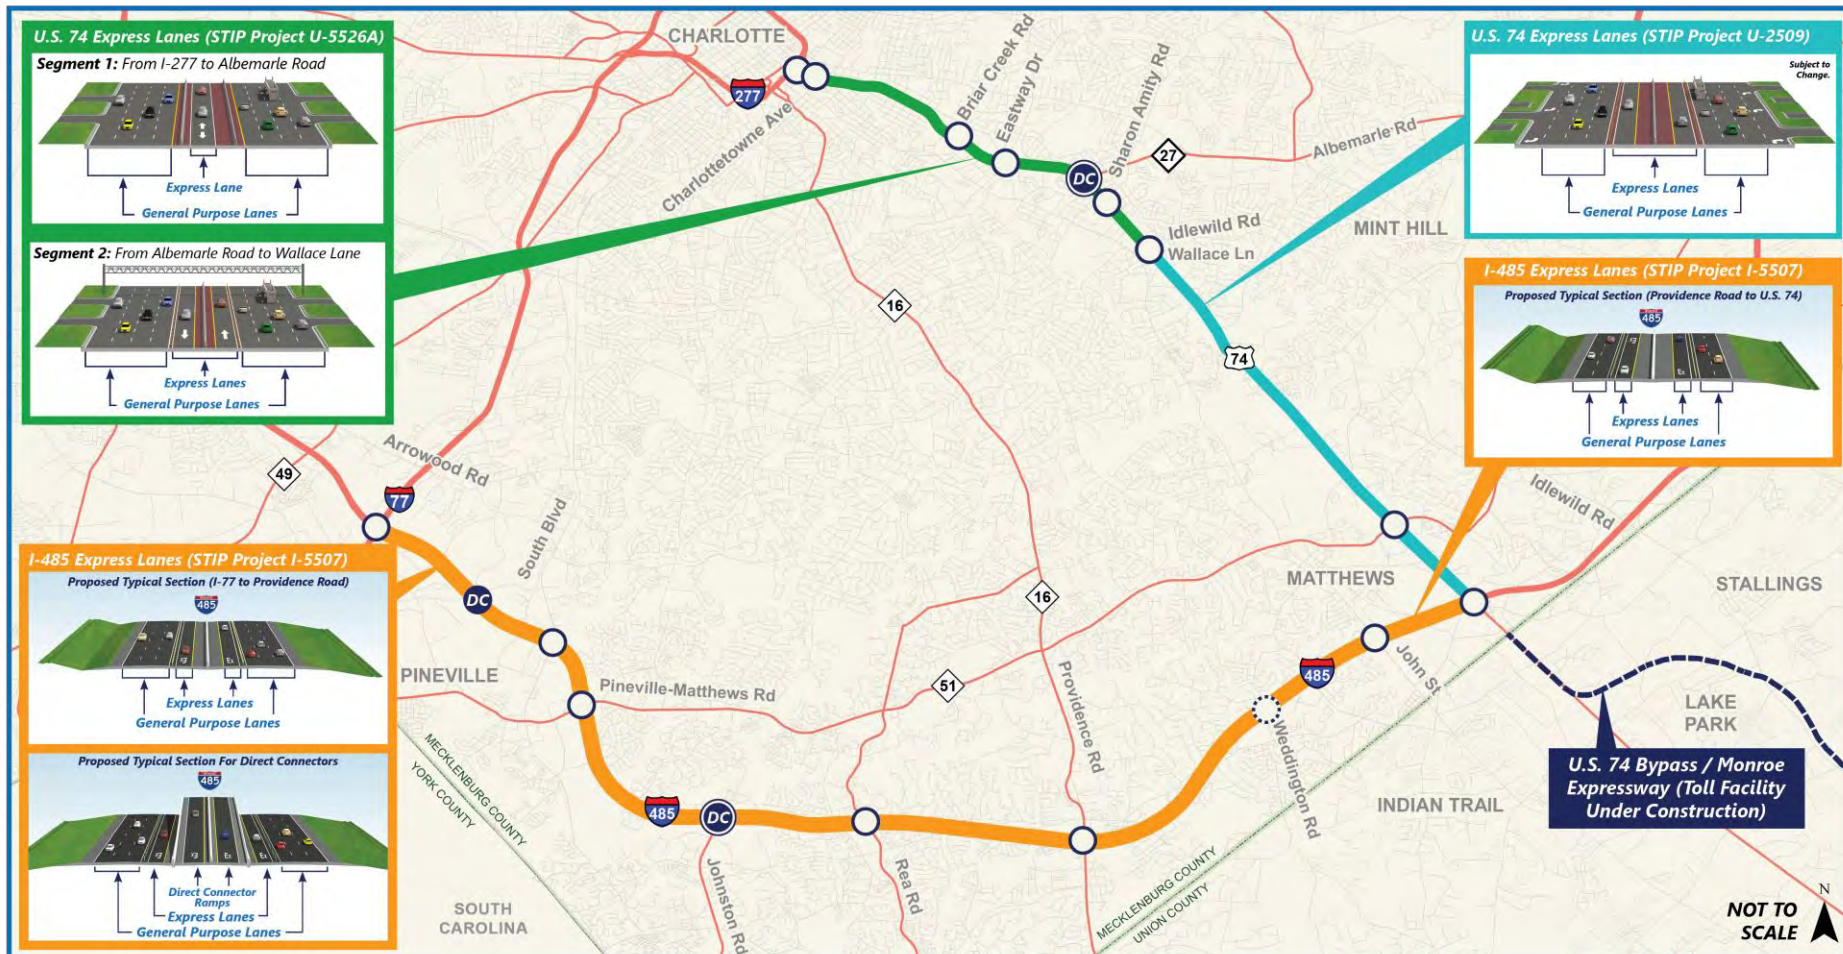 U.S. 74 Express Lanes (STIP Project U-5526A)
Segment 1: From I-277 to Albemarle Road
Express Lane
General Purpose Lanes
Segment 2: From Albemarle Road to Wallace Lane
Express Lanes
General Purpose Lanes
CHARLOTTE
277
Charlottetowne Ave
Briar Creek Rd
Eastway Dr
Sharon Amity Rd
DC
27
Albemarle Rd
Idlewild Rd
Wallace Ln
MINT HILL
16
74
U.S. 74 Express Lanes (STIP Project U-2509)
Subject to
Change.
Express Lanes
General Purpose Lanes
I-485 Express Lanes (STIP Project I-5507)
Proposed Typical Section (Providence Road to U.S. 74)
485
Express Lanes
General Purpose Lanes
Arrowood Rd
49
77
South Blvd
DC
Idlewild Rd
MATTHEWS
STALLINGS
16
I-485 Express Lanes (STIP Project I-5507)
Proposed Typical Section (I-77 to Providence Road)
485
Express Lanes
General Purpose Lanes
Proposed Typical Section For Direct Connectors
485
Direct Connector
Ramps
Express Lanes
General Purpose Lanes
PINEVILLE
Pineville-Matthews Rd
51
Providence Rd
485
John St
Weddington Rd
LAKE
PARK
MECKLENBURG COUNTY
YORK COUNTY
485
DC
Johnston Rd
Rea Rd
INDIAN TRAIL
U.S. 74 Bypass / Monroe
Expressway (Toll Facility
Under Construction)
MECKLENBURG COUNTY
UNION COUNTY
SOUTH
CAROLINA
N
NOT TO
SCALE